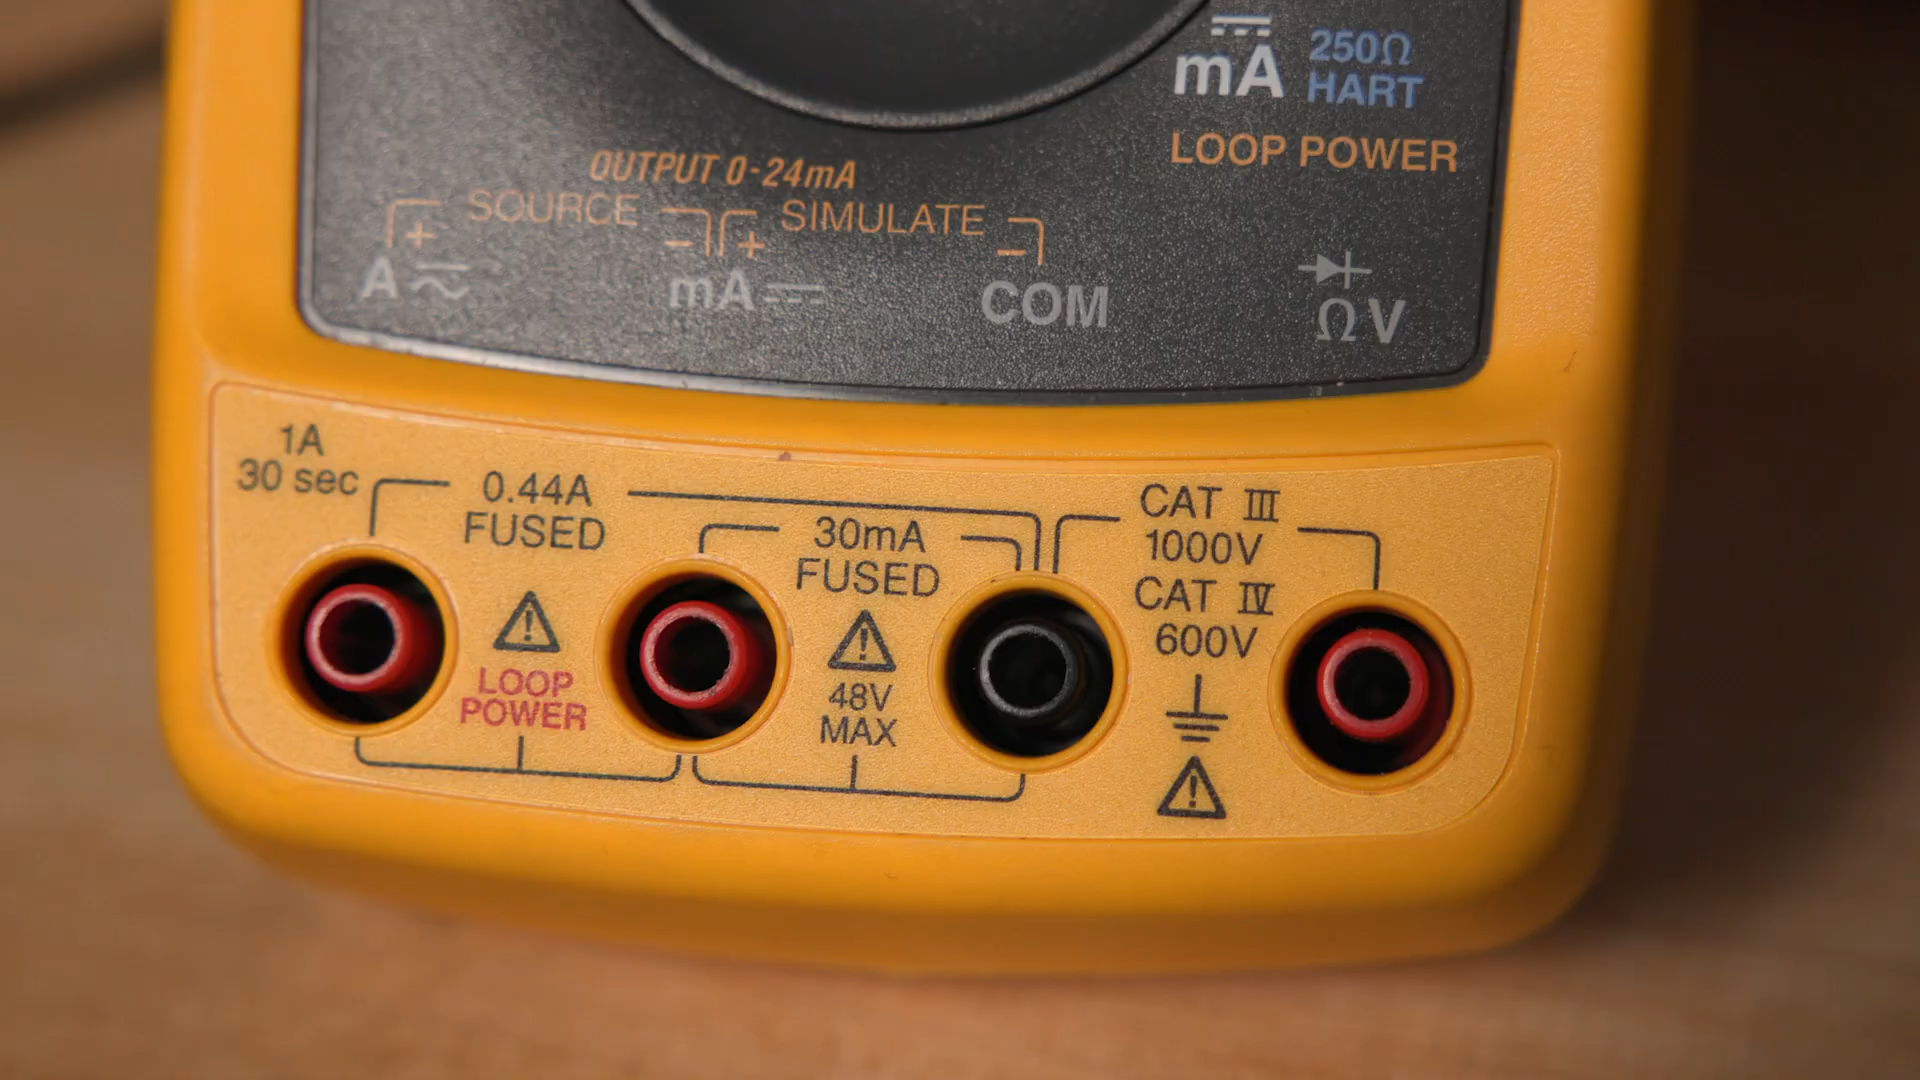 mA 250Ω
HART
LOOP POWER
OUTPUT 0-24mA
SOURCE SIMULATE
+ - + -
A mA COM ΩV
1A
30 sec
0.44A
FUSED
30mA
FUSED
CAT III
1000V
CAT IV
600V
LOOP
POWER
48V
MAX